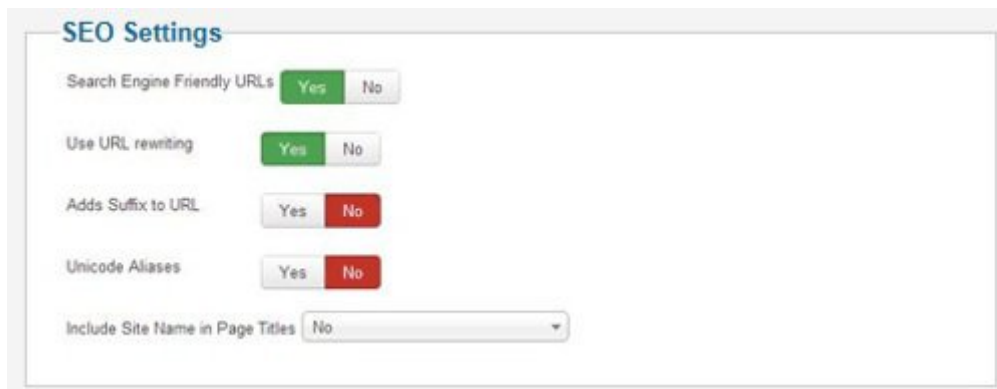 SEO Settings
Search Engine Friendly URLs Yes No
Use URL rewriting Yes No
Adds Suffix to URL Yes No
Unicode Aliases Yes No
Include Site Name in Page Titles No